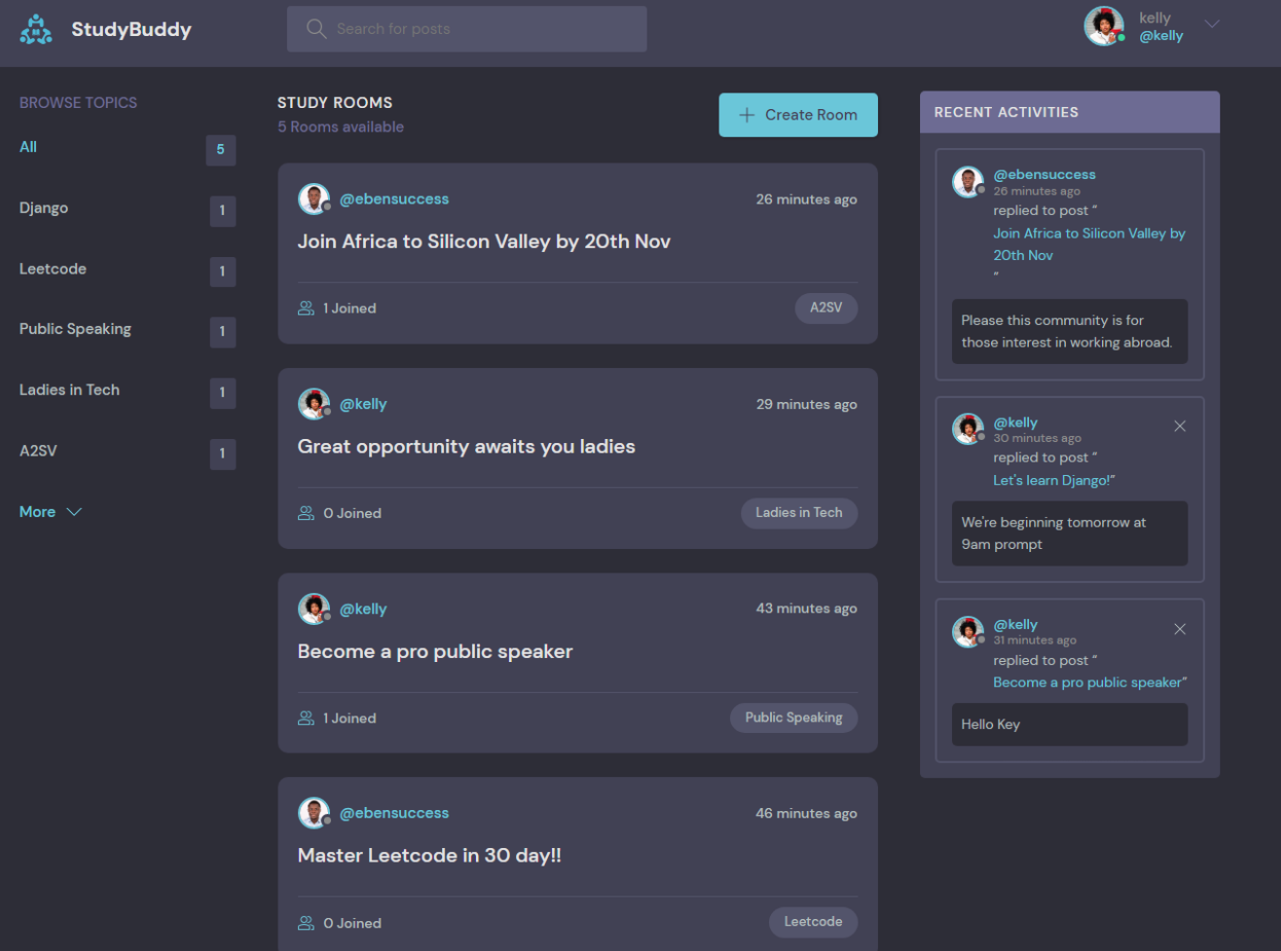 StudyBuddy
Search for posts
kelly
@kelly
BROWSE TOPICS
All 5
Django 1
Leetcode 1
Public Speaking 1
Ladies in Tech 1
A2SV 1
More
STUDY ROOMS
5 Rooms available
Create Room
@ebensuccess 26 minutes ago
Join Africa to Silicon Valley by 20th Nov
1 Joined A2SV
@kelly 29 minutes ago
Great opportunity awaits you ladies
0 Joined Ladies in Tech
@kelly 43 minutes ago
Become a pro public speaker
1 Joined Public Speaking
@ebensuccess 46 minutes ago
Master Leetcode in 30 day!!
0 Joined Leetcode
RECENT ACTIVITIES
@ebensuccess
26 minutes ago
replied to post “
Join Africa to Silicon Valley by
20th Nov
”
Please this community is for
those interest in working abroad.
@kelly
30 minutes ago
replied to post “
Let's learn Django!”
We're beginning tomorrow at
9am prompt
@kelly
31 minutes ago
replied to post “
Become a pro public speaker”
Hello Key